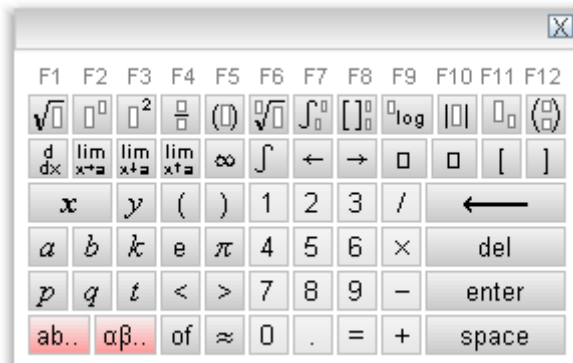 X
F1 F2 F3 F4 F5 F6 F7 F8 F9 F10 F11 F12
√▯ ▯▯ ▯² ▯/▯ (▯) ▯√▯ ∫▯▯ [ ]▯▯ ▯log |▯| ▯▯ (▯▯)
d/dx lim x→a lim x↓a lim x↑a ∞ ∫ ← → ▯ ▯ [ ]
x y ( ) 1 2 3 / ←
a b k e π 4 5 6 × del
p q t < > 7 8 9 − enter
ab.. αβ.. of ≈ 0 . = + space